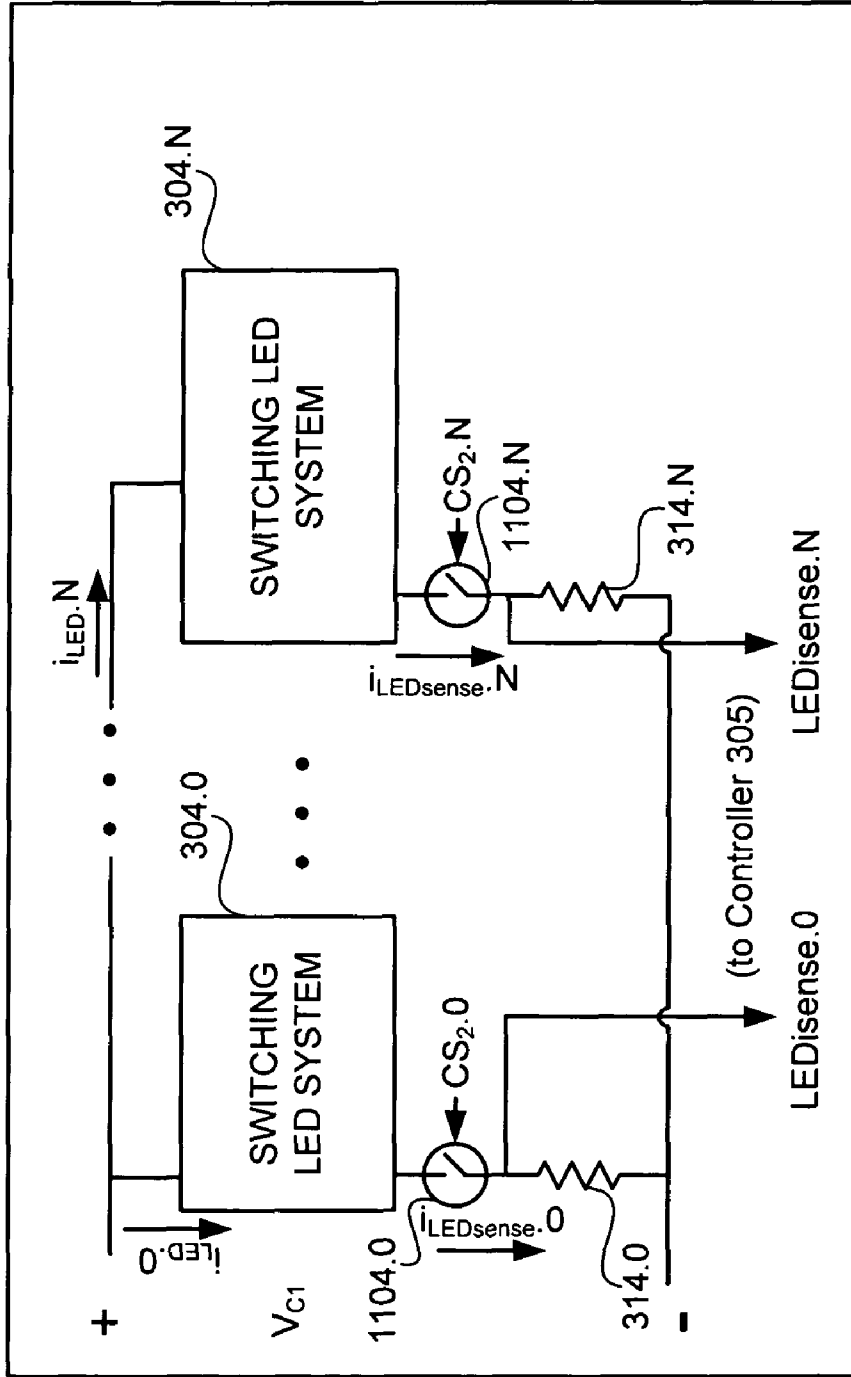 +
V_C1
-
i_LED.0
i_LED.N
SWITCHING
LED SYSTEM
304.0
SWITCHING LED
SYSTEM
304.N
1104.0
CS₂.0
i_LEDsense.0
314.0
CS₂.N
1104.N
i_LEDsense.N
314.N
(to Controller 305)
LEDisense.0
LEDisense.N